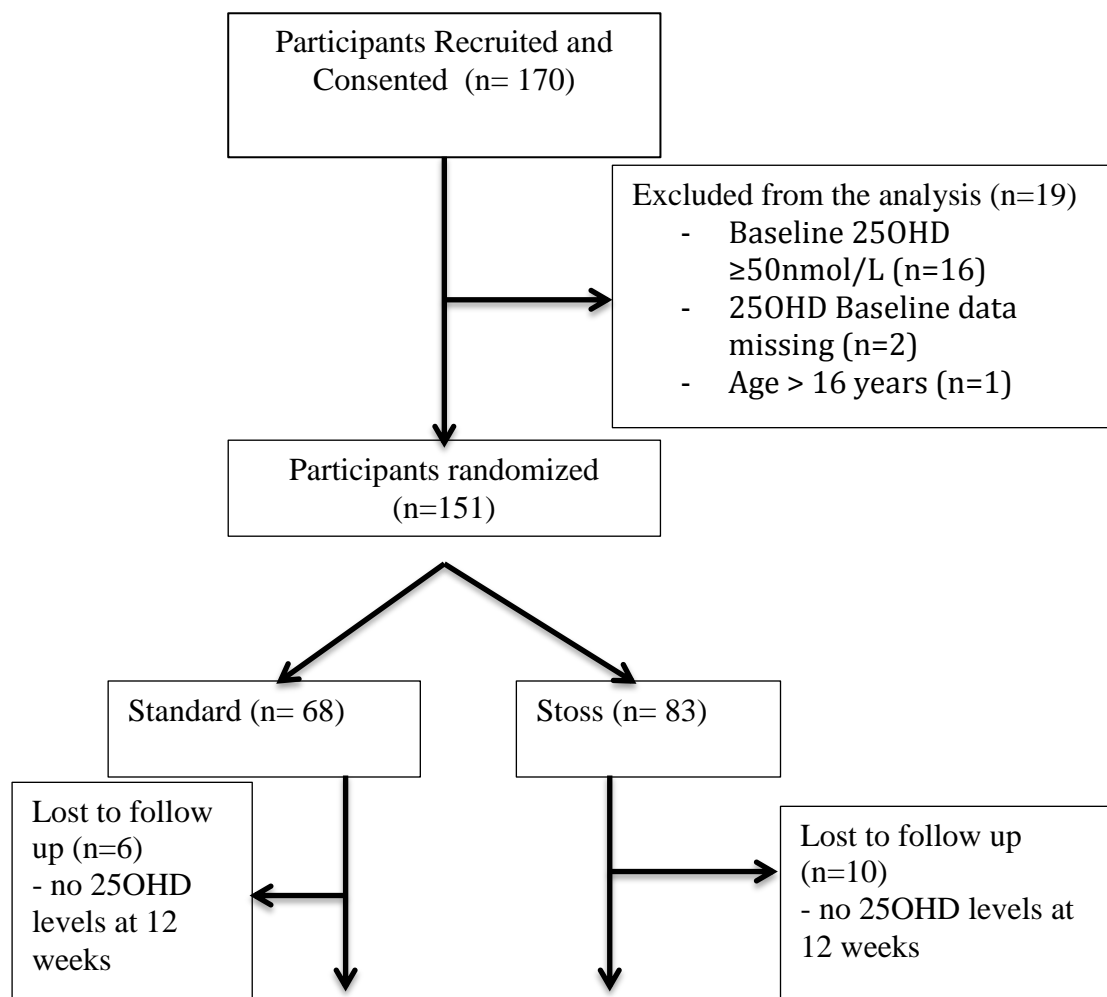 Participants Recruited and
Consented  (n= 170)
Excluded from the analysis (n=19)
- Baseline 25OHD
≥50nmol/L (n=16)
- 25OHD Baseline data
missing (n=2)
- Age > 16 years (n=1)
Participants randomized
(n=151)
Standard (n= 68)
Stoss (n= 83)
Lost to follow
up (n=6)
- no 25OHD
levels at 12
weeks
Lost to follow up
(n=10)
- no 25OHD levels at
12 weeks